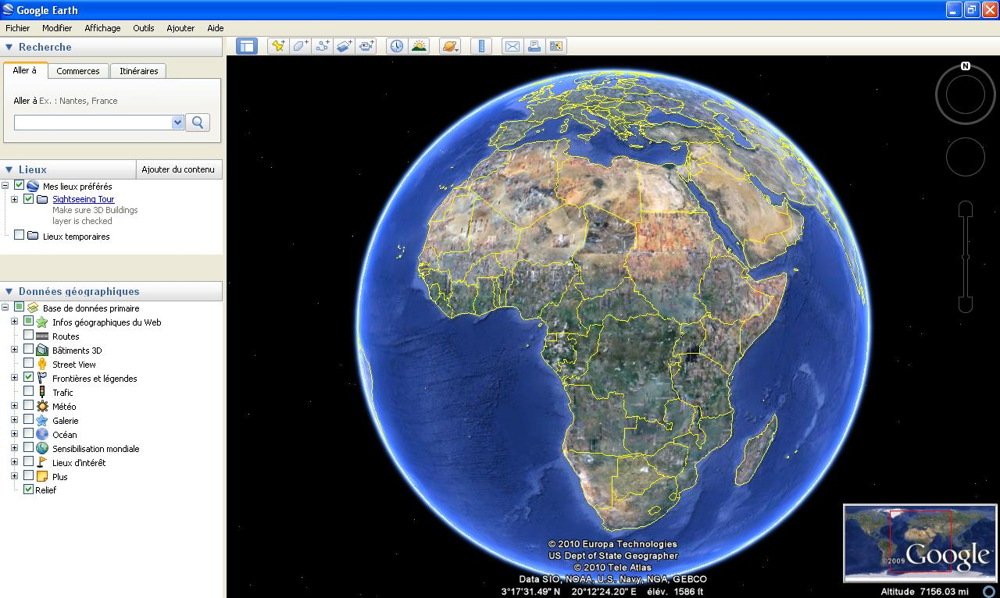 Google Earth
Fichier Modifier Affichage Outils Ajouter Aide
Recherche
Aller à Commerces Itinéraires
Aller à Ex. : Nantes, France
Lieux Ajouter du contenu
Mes lieux préférés
Sightseeing Tour
Make sure 3D Buildings
Lieux temporaires
Données géographiques
Base de données primaire
Infos géographiques du Web
Routes
Bâtiments 3D
Street View
Frontières et légendes
Trafic
Météo
Galerie
Océan
Sensibilisation mondiale
Lieux d'intérêt
Plus
Relief
N
© 2010 Europa Technologies
US Dept of State Geographer
© 2010 Tele Atlas
Data SIO, NOAA, U.S. Navy, NGA, GEBCO
3°17'31.49" N 20°12'24.20" E élév. 1586 ft
©2009 Google
Altitude 7156.03 mi